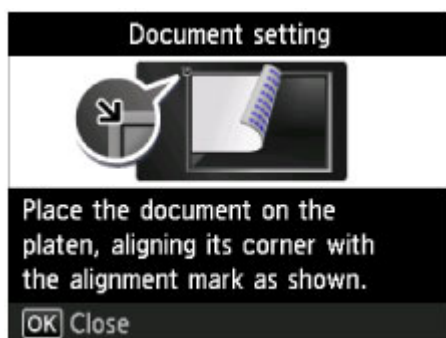 Document setting
Place the document on the
platen, aligning its corner with
the alignment mark as shown.
OK Close